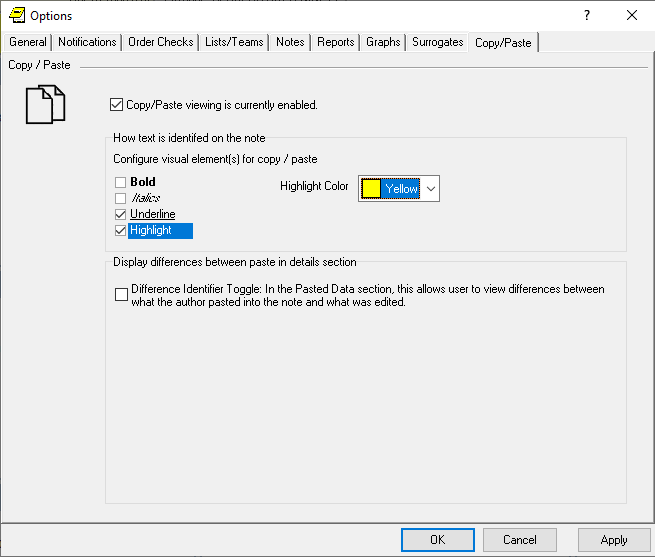 Options
?
General Notifications Order Checks Lists/Teams Notes Reports Graphs Surrogates Copy/Paste
Copy / Paste
Copy/Paste viewing is currently enabled.
How text is identifed on the note
Configure visual element(s) for copy / paste
Bold
Highlight Color Yellow
Italics
Underline
Highlight
Display differences between paste in details section
Difference Identifier Toggle: In the Pasted Data section, this allows user to view differences between
what the author pasted into the note and what was edited.
OK Cancel Apply